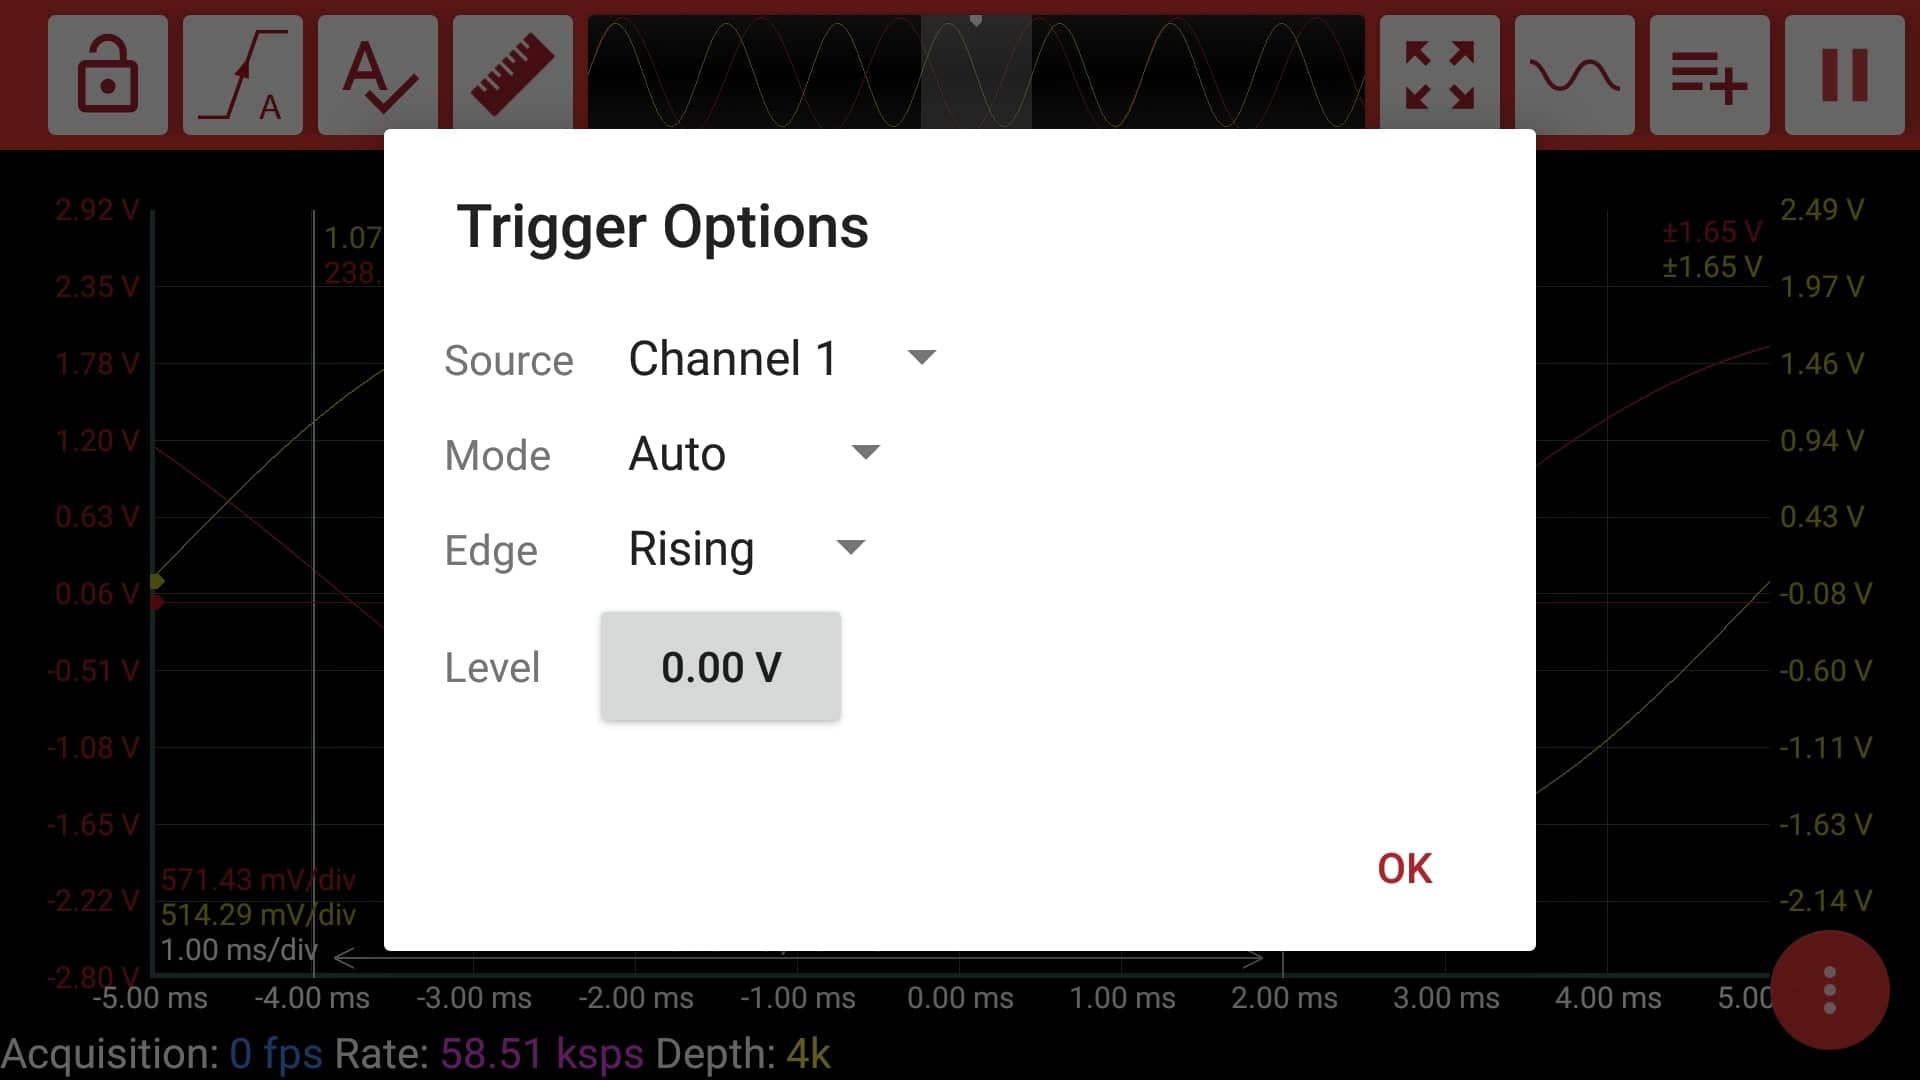 A
A
2.92 V
2.49 V
1.07
±1.65 V
238.
±1.65 V
2.35 V
1.97 V
1.78 V
1.46 V
1.20 V
0.94 V
0.63 V
0.43 V
0.06 V
-0.08 V
-0.51 V
-0.60 V
-1.08 V
-1.11 V
-1.65 V
-1.63 V
-2.22 V
-2.14 V
-2.80 V
571.43 mV/div
514.29 mV/div
1.00 ms/div
Trigger Options
Source Channel 1
Mode Auto
Edge Rising
Level 0.00 V
OK
-5.00 ms -4.00 ms -3.00 ms -2.00 ms -1.00 ms 0.00 ms 1.00 ms 2.00 ms 3.00 ms 4.00 ms 5.00
Acquisition: 0 fps Rate: 58.51 ksps Depth: 4k